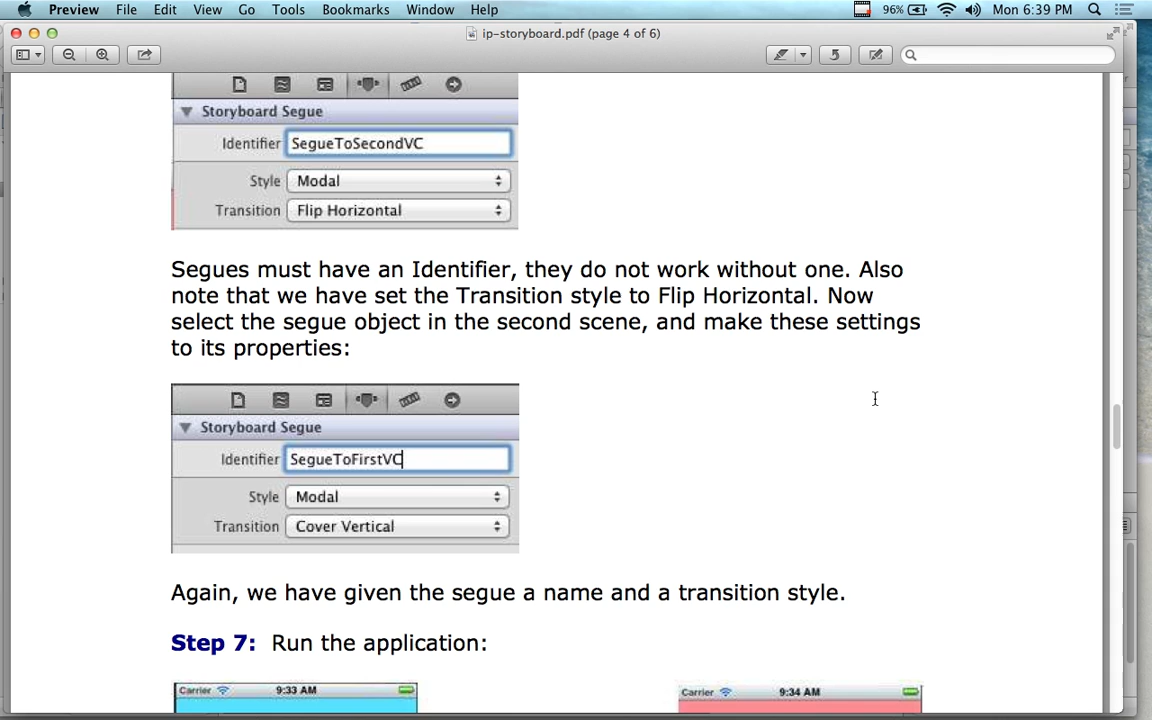 Preview File Edit View Go Tools Bookmarks Window Help 96% Mon 6:39 PM
ip-storyboard.pdf (page 4 of 6)
Storyboard Segue
Identifier SegueToSecondVC
Style Modal
Transition Flip Horizontal
Segues must have an Identifier, they do not work without one. Also
note that we have set the Transition style to Flip Horizontal. Now
select the segue object in the second scene, and make these settings
to its properties:
Storyboard Segue
Identifier SegueToFirstVC
Style Modal
Transition Cover Vertical
Again, we have given the segue a name and a transition style.
Step 7: Run the application:
Carrier 9:33 AM
Carrier 9:34 AM